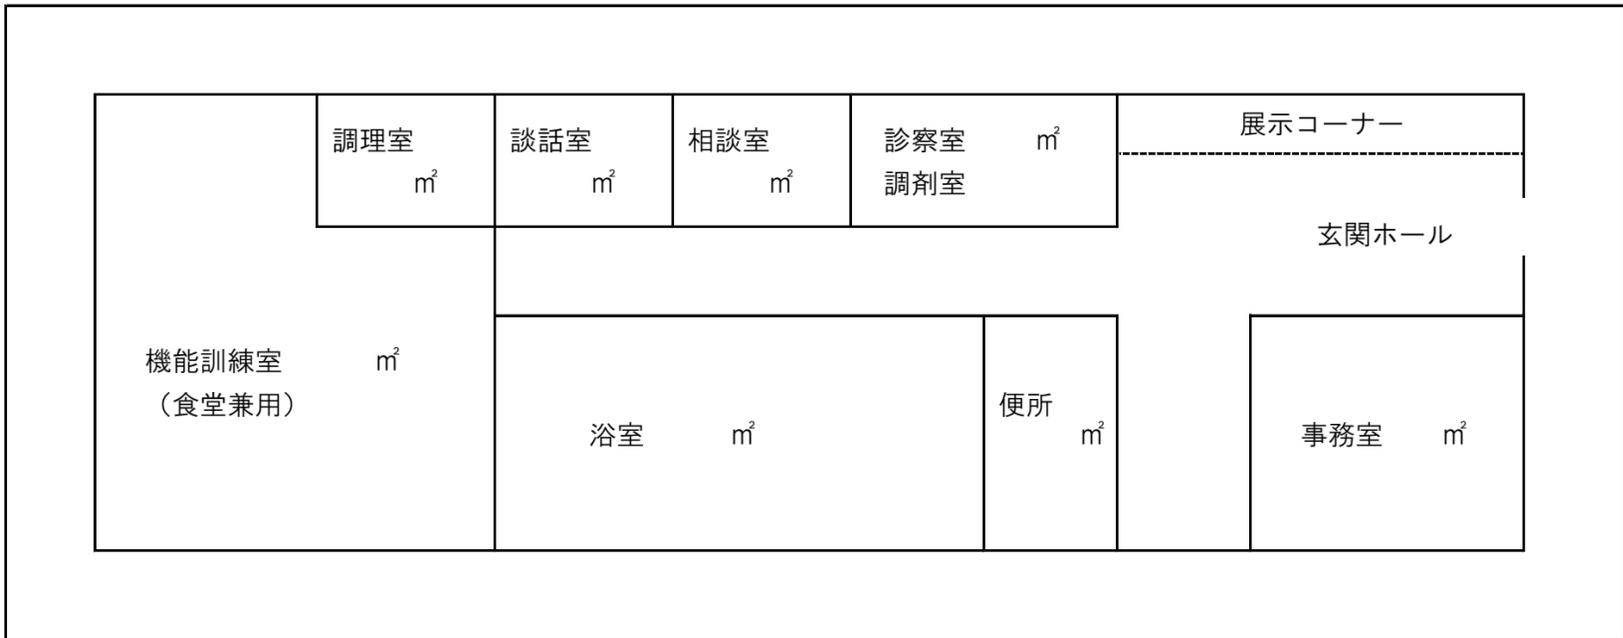 展示コーナー
調理室
㎡
談話室
㎡
相談室
㎡
診察室 ㎡
調剤室
玄関ホール
機能訓練室 ㎡
（食堂兼用）
浴室 ㎡
便所
㎡
事務室 ㎡